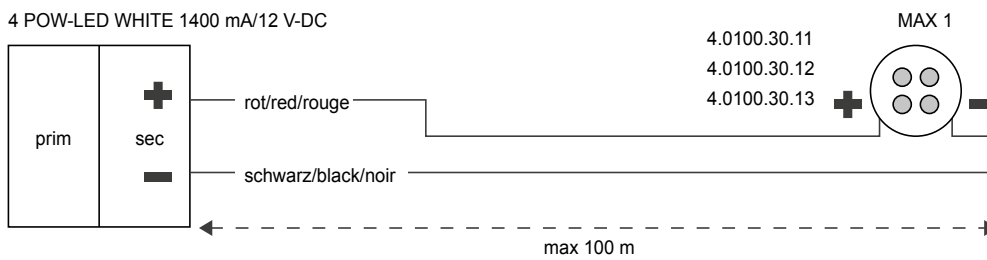 4 POW-LED WHITE 1400 mA/12 V-DC
MAX 1
4.0100.30.11
4.0100.30.12
4.0100.30.13
rot/red/rouge
prim
sec
schwarz/black/noir
max 100 m